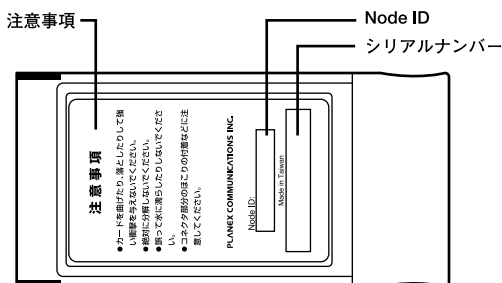 注意事項
Node ID
シリアルナンバー
注意事項
●カードを曲げたり、落としたりして強
い衝撃を与えないでください。
●絶対に分解しないでください。
●誤って水に濡らしたりしないでくださ
い。
●コネクタ部分のほこりの付着などに注
意してください。
PLANEX COMMUNICATIONS INC.
Node ID:
Made in Taiwan